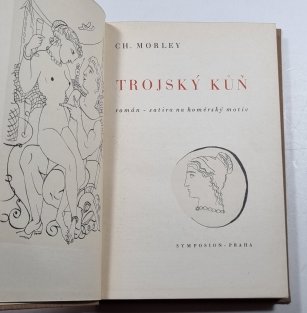 CH. MORLEY
TROJSKÝ KŮŇ
román - satira na homérský motiv
SYMPOSION - PRAHA